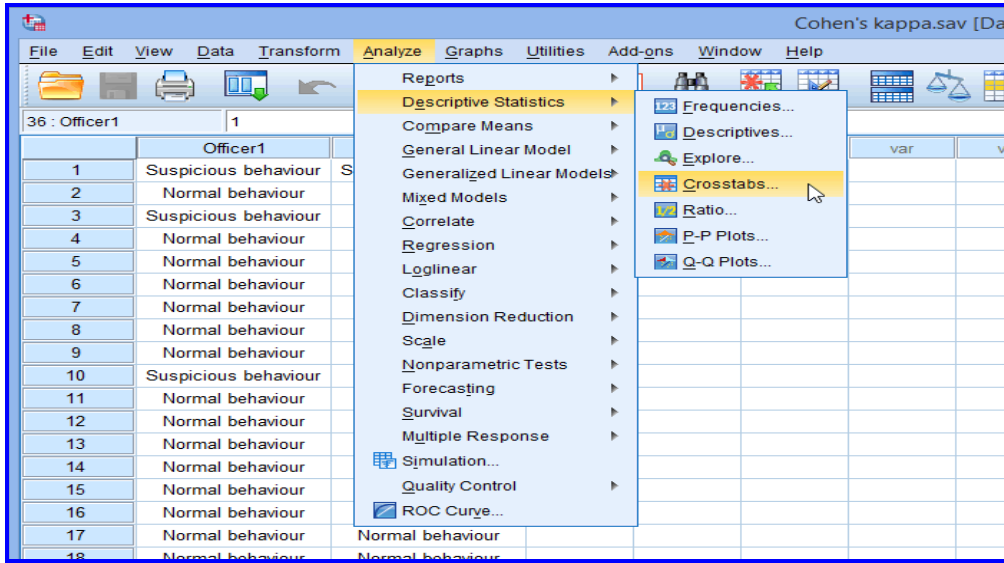 Cohen's kappa.sav [Da
File Edit View Data Transform Analyze Graphs Utilities Add-ons Window Help
36 : Officer1 1
Reports
Descriptive Statistics
Compare Means
General Linear Model
Generalized Linear Models
Mixed Models
Correlate
Regression
Loglinear
Classify
Dimension Reduction
Scale
Nonparametric Tests
Forecasting
Survival
Multiple Response
Simulation...
Quality Control
ROC Curve...
123 Frequencies...
Descriptives...
Explore...
Crosstabs...
1/2 Ratio...
P-P Plots...
Q-Q Plots...
Officer1 var v
1 Suspicious behaviour S
2 Normal behaviour
3 Suspicious behaviour
4 Normal behaviour
5 Normal behaviour
6 Normal behaviour
7 Normal behaviour
8 Normal behaviour
9 Normal behaviour
10 Suspicious behaviour
11 Normal behaviour
12 Normal behaviour
13 Normal behaviour
14 Normal behaviour
15 Normal behaviour
16 Normal behaviour
17 Normal behaviour Normal behaviour
18 Normal behaviour Normal behaviour